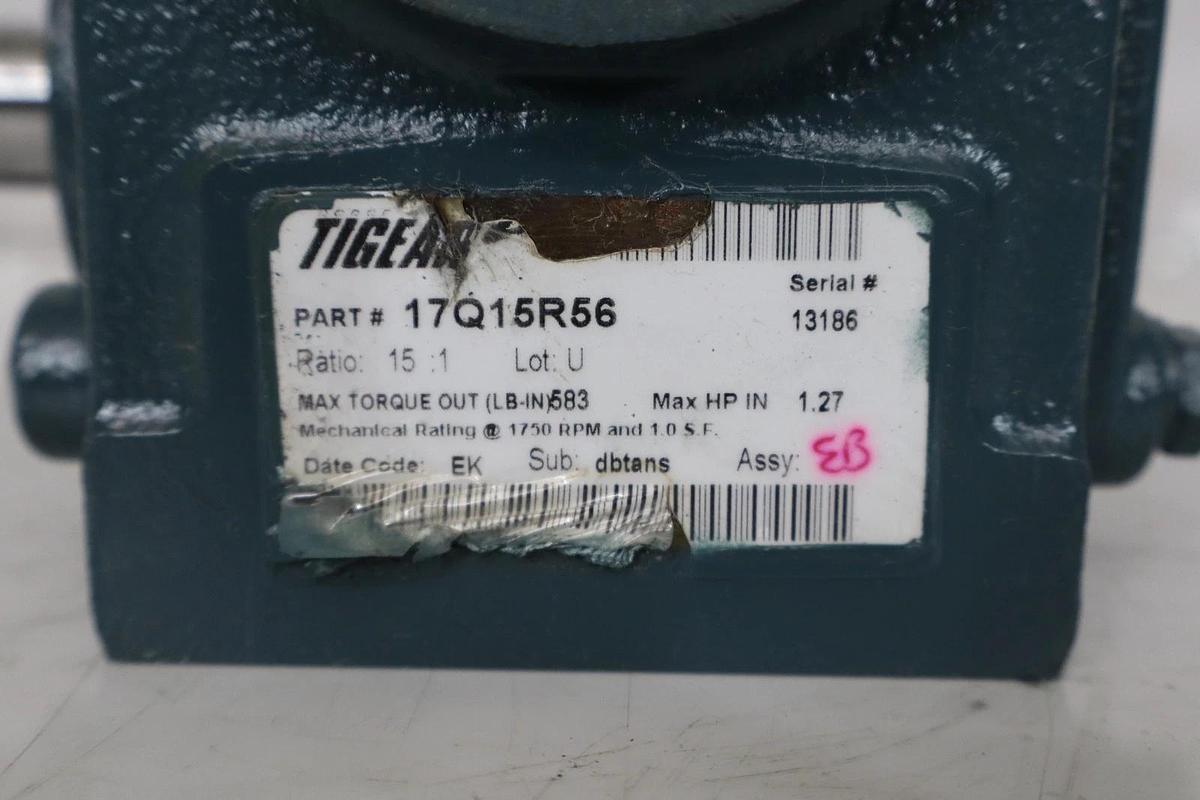 TIGEAR
Serial #
PART # 17Q15R56 13186
Ratio: 15 :1 Lot: U
MAX TORQUE OUT (LB-IN) 583 Max HP IN 1.27
Mechanical Rating @ 1750 RPM and 1.0 S.F.
Date Code: EK Sub: dbtans Assy: EB